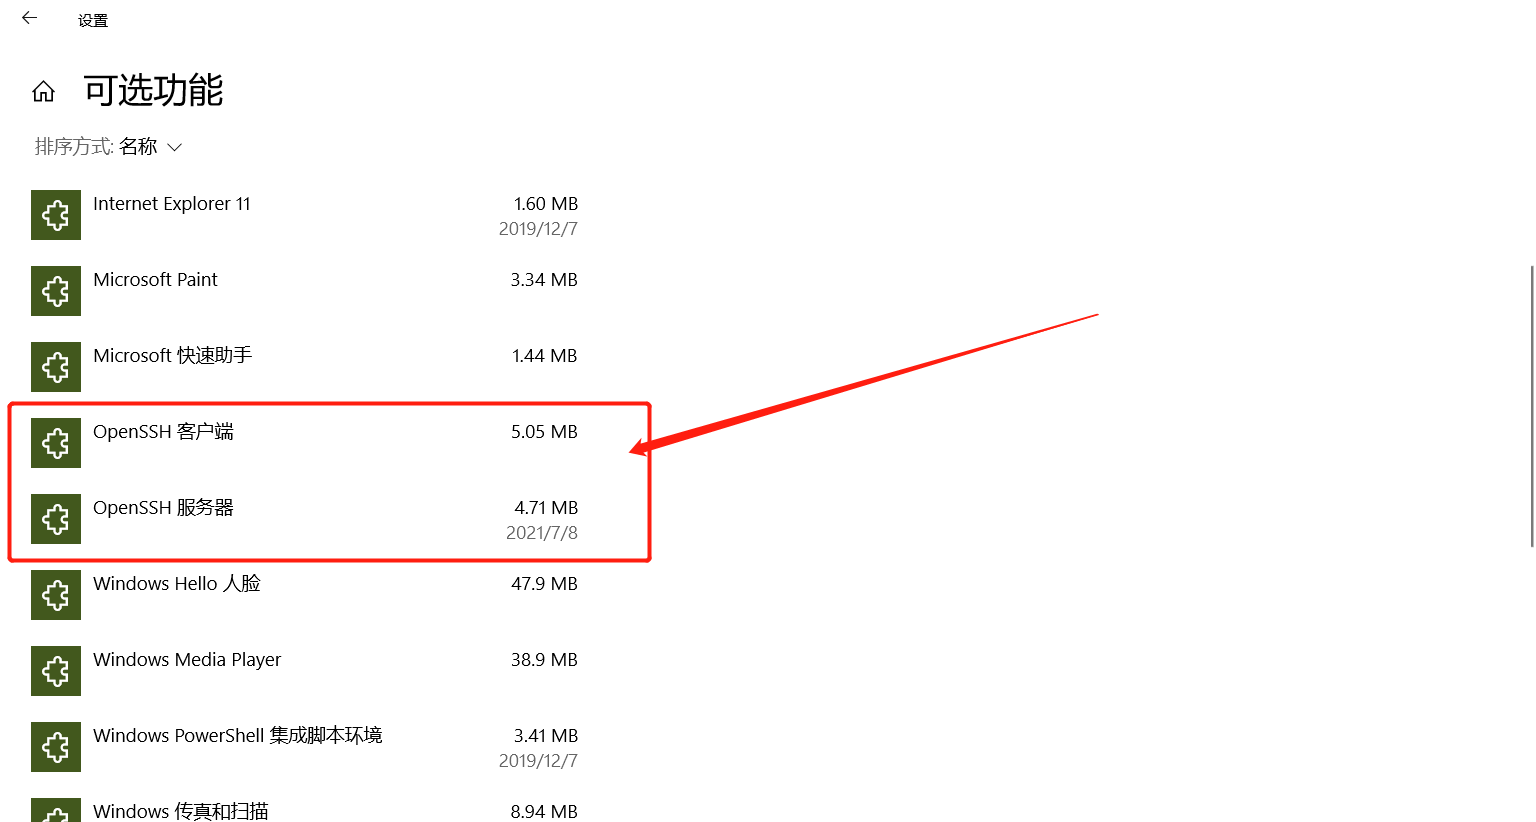 设置
可选功能
排序方式: 名称
Internet Explorer 11 1.60 MB
2019/12/7
Microsoft Paint 3.34 MB
Microsoft 快速助手 1.44 MB
OpenSSH 客户端 5.05 MB
OpenSSH 服务器 4.71 MB
2021/7/8
Windows Hello 人脸 47.9 MB
Windows Media Player 38.9 MB
Windows PowerShell 集成脚本环境 3.41 MB
2019/12/7
Windows 传真和扫描 8.94 MB